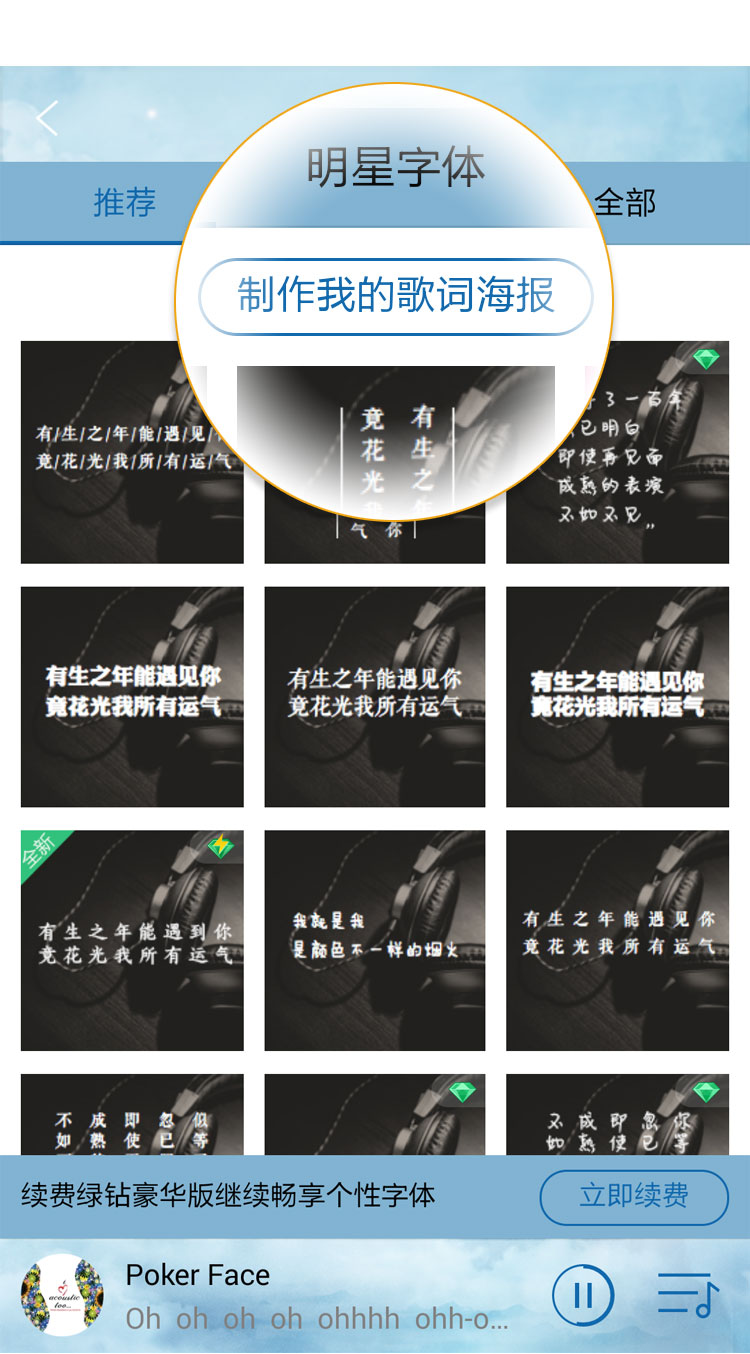 明星字体
推荐
全部
制作我的歌词海报
有/生/之/年/能/遇/见/
竟/花/光/我/所/有/运/气
有生之年
竟花光我
气 你
了一百年
已明白
即使再见面
成熟的表演
不如不见,,
有生之年能遇见你
竟花光我所有运气
有生之年能遇见你
竟花光我所有运气
有生之年能遇见你
竟花光我所有运气
全新
有生之年能遇到你
竟花光我所有运气
我就是我
是颜色不一样的烟火
有生之年能遇见你
竟花光我所有运气
不 成 即 忽 似
如 熟 使 已 等
不 成 即 忽 你
如 熟 使 已 等
续费绿钻豪华版继续畅享个性字体
立即续费
acoustic
too...
Poker Face
Oh oh oh oh ohhhh ohh-o...